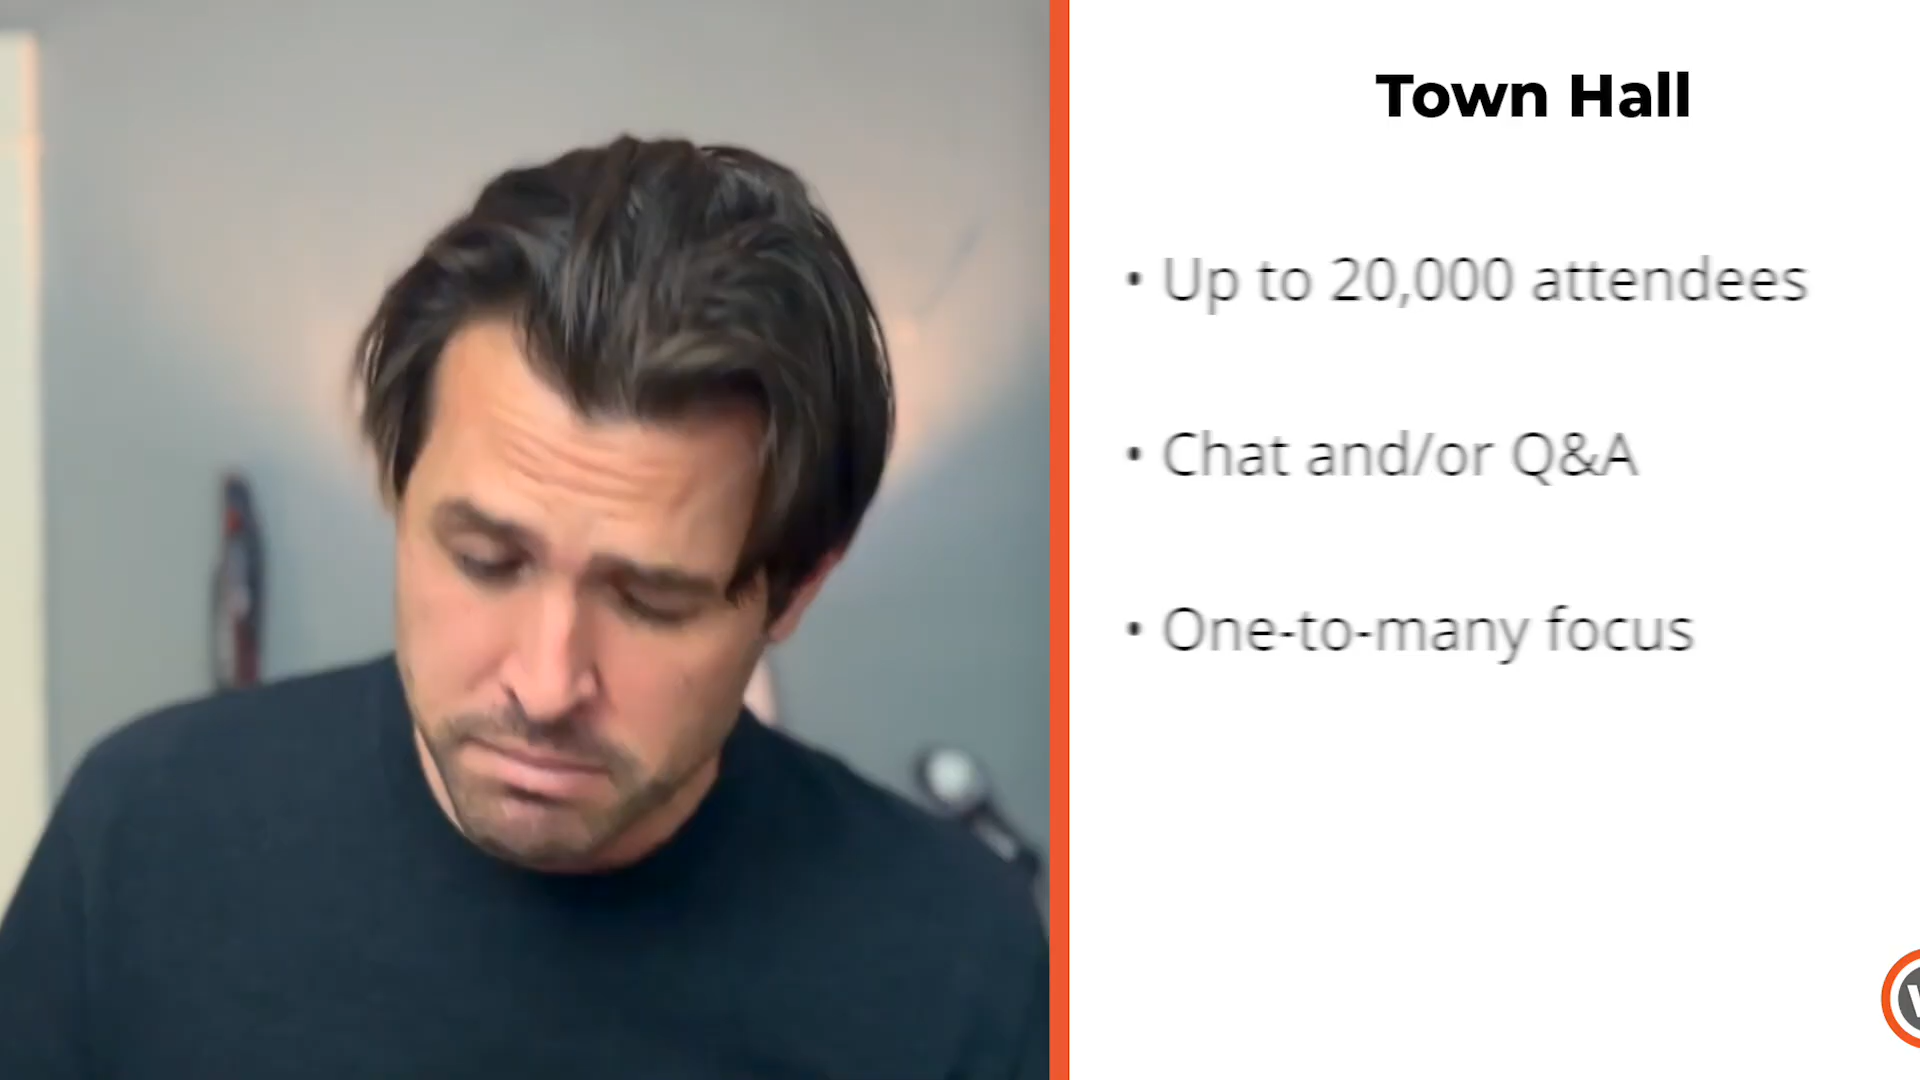 Town Hall
• Up to 20,000 attendees
• Chat and/or Q&A
• One-to-many focus